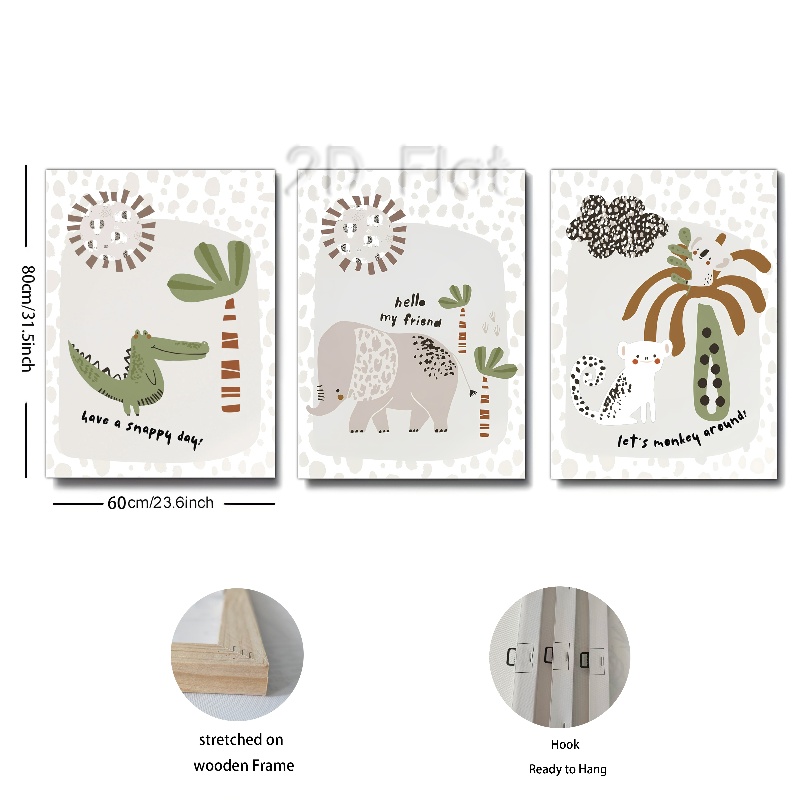 2D Flat
80cm/31.5inch
have a snappy day!
hello
my friend
let's monkey around!
60cm/23.6inch
stretched on
wooden Frame
Hook
Ready to Hang